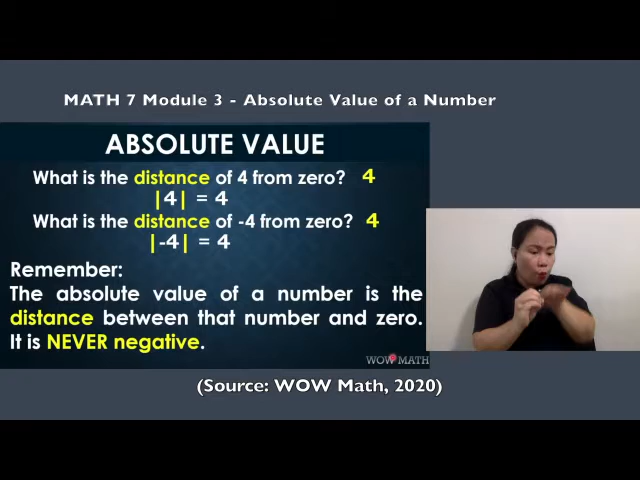 MATH 7 Module 3 - Absolute Value of a Number
ABSOLUTE VALUE
What is the distance of 4 from zero? 4
|4| = 4
What is the distance of -4 from zero? 4
|-4| = 4
Remember:
The absolute value of a number is the
distance between that number and zero.
It is NEVER negative.
WOW MATH
(Source: WOW Math, 2020)